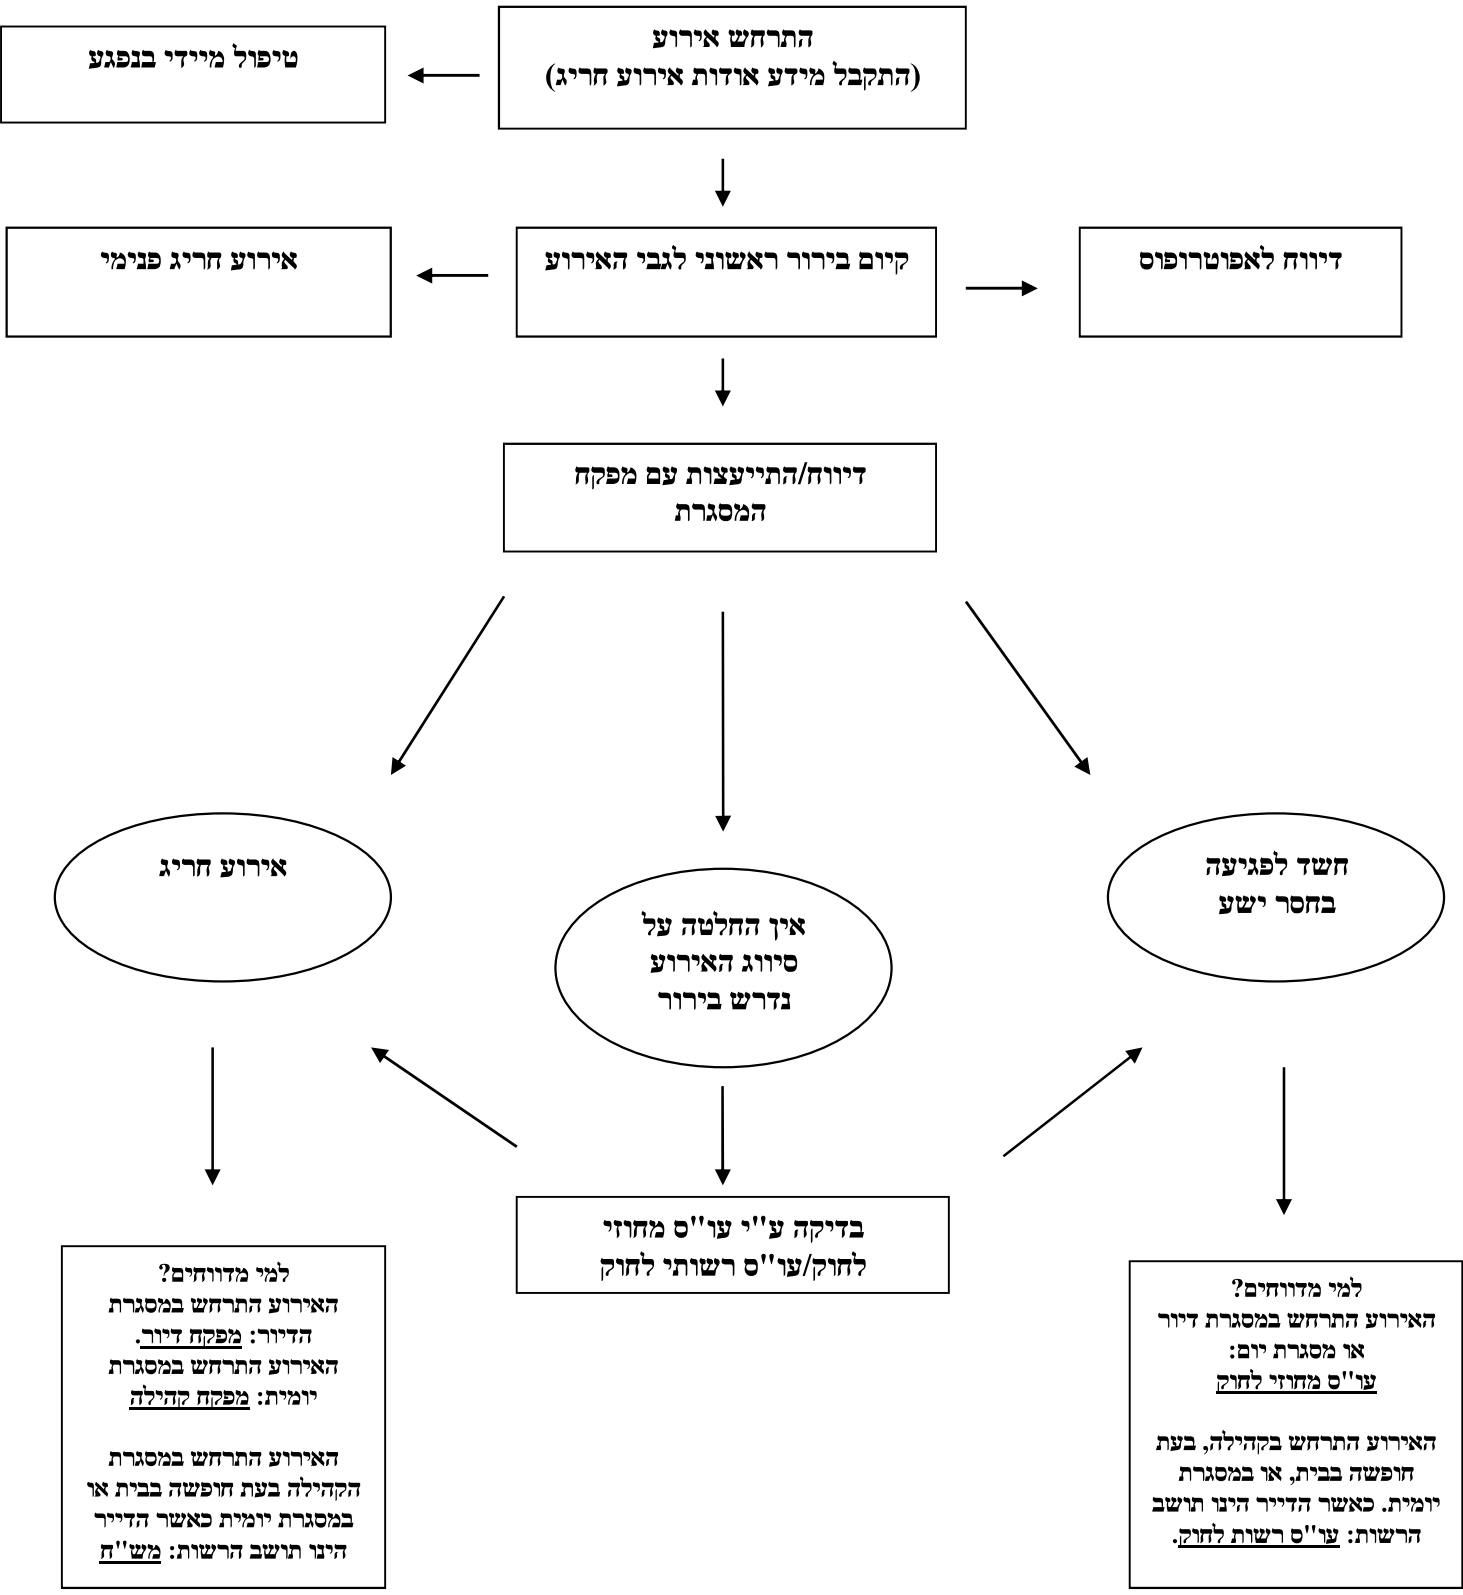 התרחש אירוע
(התקבל מידע אודות אירוע חריג)
טיפול מיידי בנפגע
דיווח לאפוטרופוס
קיום בירור ראשוני לגבי האירוע
אירוע חריג פנימי
דיווח/התייעצות עם מפקח
המסגרת
חשד לפגיעה
בחסר ישע
אין החלטה על
סיווג האירוע
נדרש בירור
אירוע חריג
בדיקה ע"י עו"ס מחוזי
לחוק/עו"ס רשותי לחוק
למי מדווחים?
האירוע התרחש במסגרת דיור
או מסגרת יום:
עו"ס מחוזי לחוק
האירוע התרחש בקהילה, בעת
חופשה בבית, או במסגרת
יומית. כאשר הדייר הינו תושב
הרשות: עו"ס רשות לחוק.
למי מדווחים?
האירוע התרחש במסגרת
הדיור: מפקח דיור.
האירוע התרחש במסגרת
יומית: מפקח קהילה
האירוע התרחש במסגרת
הקהילה בעת חופשה בבית או
במסגרת יומית כאשר הדייר
הינו תושב הרשות: מש"ח